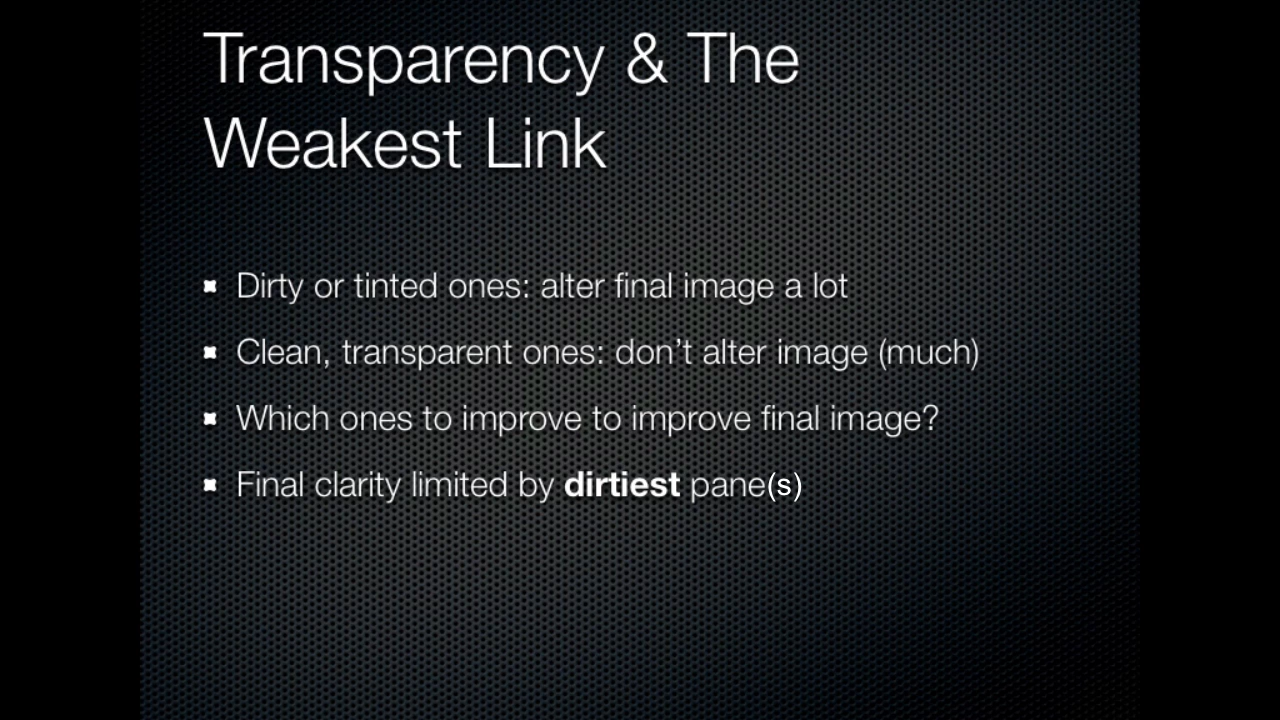 Transparency & The
Weakest Link
Dirty or tinted ones: alter final image a lot
Clean, transparent ones: don’t alter image (much)
Which ones to improve to improve final image?
Final clarity limited by dirtiest pane(s)